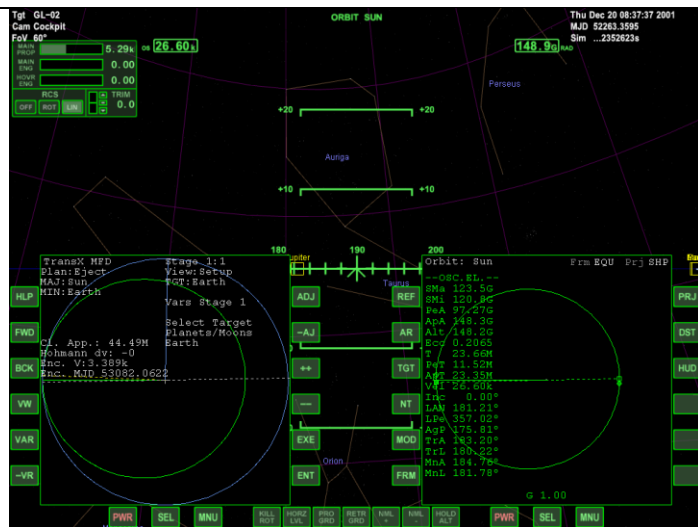 Tgt GL-02
Cam Cockpit
FoV 60°
ORBIT SUN
Thu Dec 20 08:37:37 2001
MJD 52263.3595
Sim ...2352623s
MAIN PROP 5.29k
MAIN ENG 0.00
HOVR ENG 0.00
RCS TRIM
OFF ROT LIN 0.0
OS 26.60k
148.9G RAD
Perseus
+20 +20
Auriga
+10 +10
180 190 200
Taurus
Orion
TransX MFD Stage 1:1
Plan:Eject View:Setup
MAJ:Sun TGT:Earth
MIN:Earth
Vars Stage 1
Select Target
Planets/Moons
Cl. App.: 44.49M Earth
Hohmann dv: -0
Enc. V:3.389k
Enc. MJD 53082.0622
HLP
FWD
BCK
VW
VAR
-VR
ADJ
-AJ
++
--
EXE
ENT
PWR SEL MNU
REF
AR
TGT
NT
MOD
FRM
Orbit: Sun Frm EQU Prj SHP
--OSC.EL.--
SMa 123.5G
SMi 120.8G
PeA 97.27G
ApA 148.3G
Alt 148.2G
Ecc 0.2065
T 23.66M
PeT 11.52M
ApT 23.35M
Vel 26.60k
Inc 0.00°
LAN 181.21°
LPe 357.02°
AgP 175.81°
TrA 183.20°
TrL 180.22°
MnA 184.76°
MnL 181.78°
G 1.00
PRJ
DST
HUD
KILL ROT
HORZ LVL
PRO GRD
RETR GRD
NML +
NML -
HOLD ALT
PWR SEL MNU